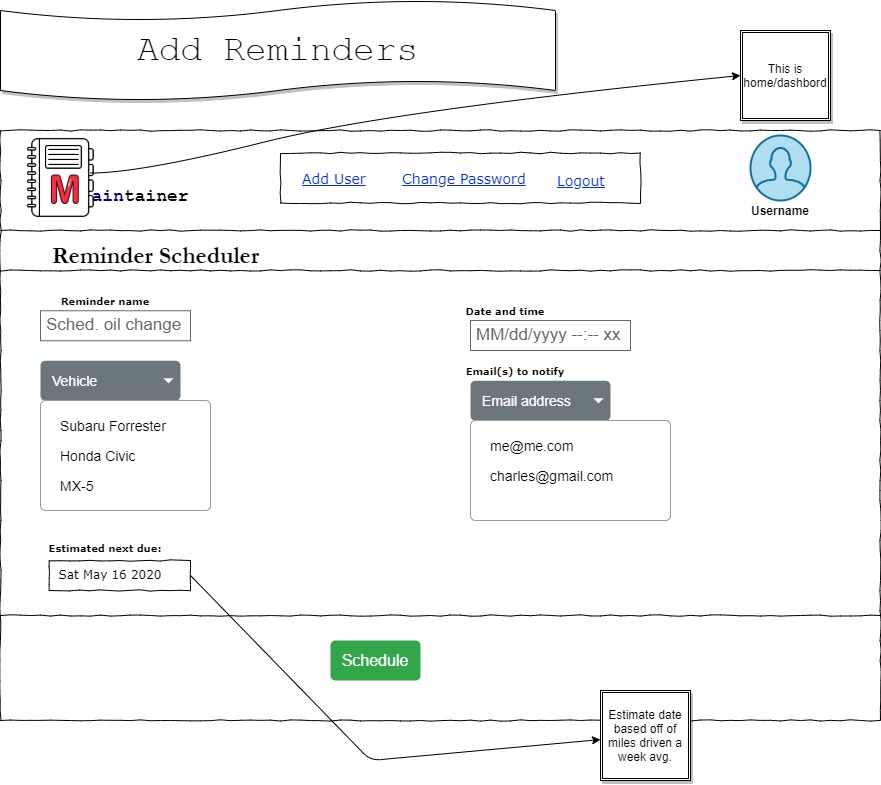 Add Reminders
This is
home/dashbord
Maintainer
Add User
Change Password
Logout
Username
Reminder Scheduler
Reminder name
Sched. oil change
Date and time
MM/dd/yyyy --:-- xx
Vehicle
Subaru Forrester
Honda Civic
MX-5
Email(s) to notify
Email address
me@me.com
charles@gmail.com
Estimated next due:
Sat May 16 2020
Schedule
Estimate date
based off of
miles driven a
week avg.